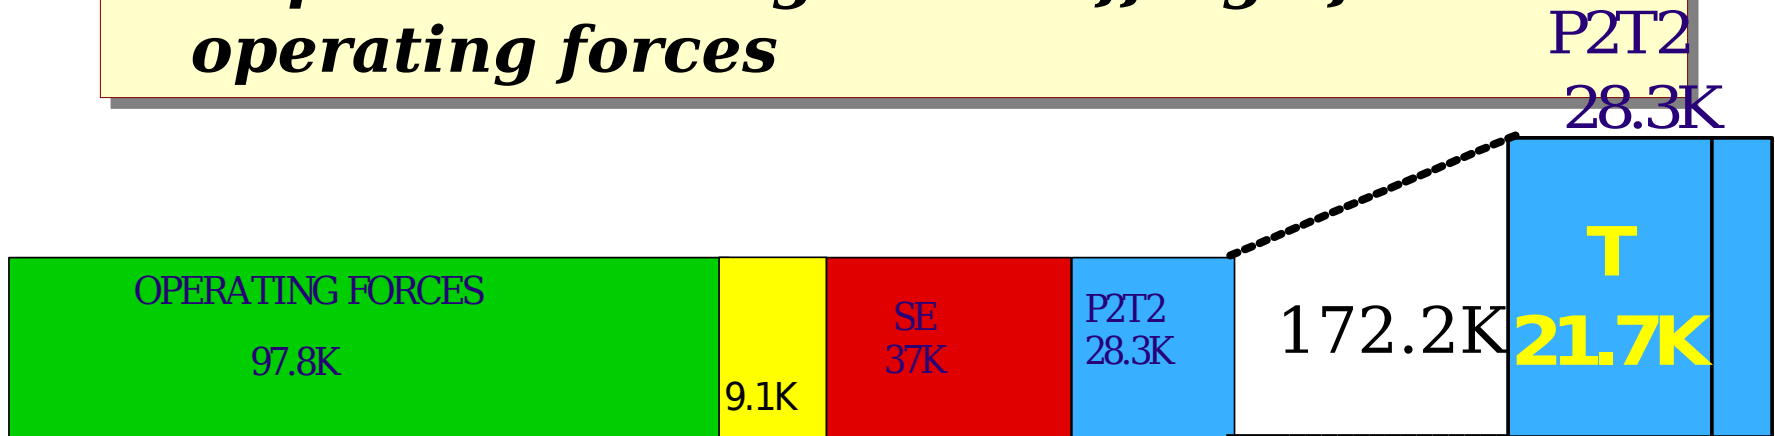 operating forces
P2T2
28.3K
OPERATING FORCES
97.8K
9.1K
SE
37K
P2T2
28.3K
172.2K
T
21.7K